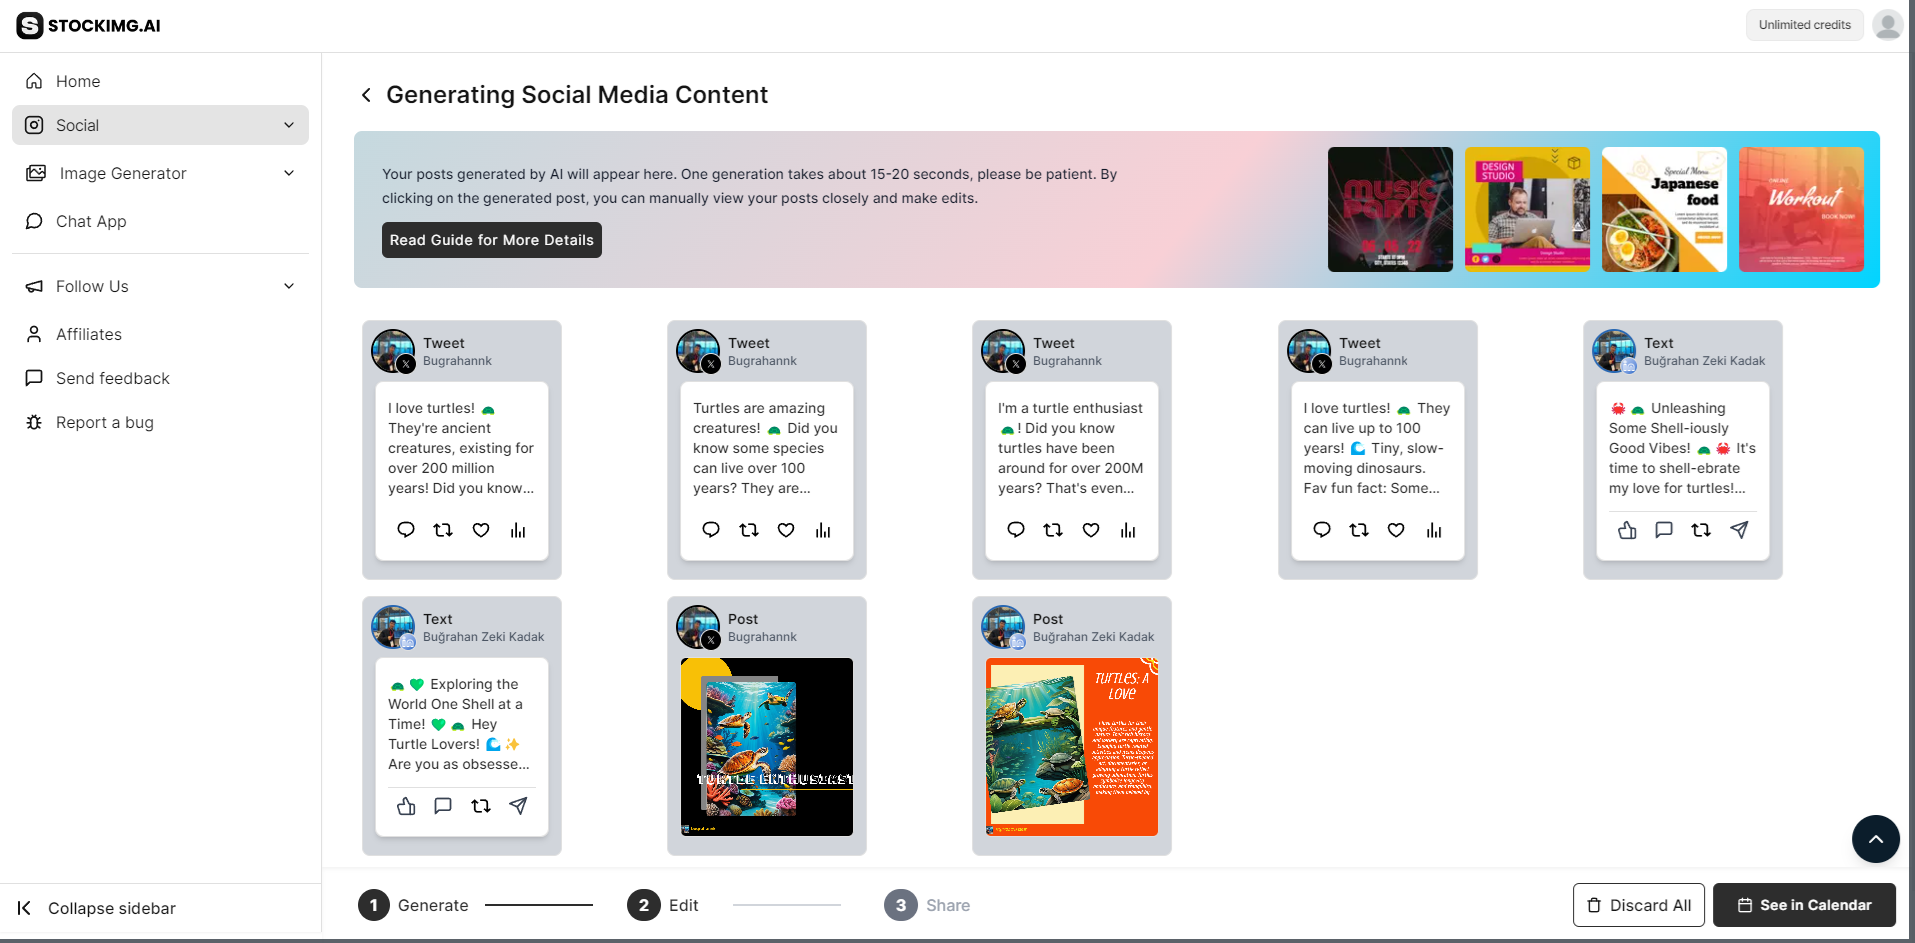 STOCKIMG.AI
Unlimited credits
Home
Social
Image Generator
Chat App
Follow Us
Affiliates
Send feedback
Report a bug
Collapse sidebar
Generating Social Media Content
Your posts generated by AI will appear here. One generation takes about 15-20 seconds, please be patient. By
clicking on the generated post, you can manually view your posts closely and make edits.
Read Guide for More Details
MUSIC
PARTY
DESIGN
STUDIO
Special Menu
Japanese
food
ONLINE
Workout
BOOK NOW!
Tweet
Bugrahannk
I love turtles! 🐢
They're ancient
creatures, existing for
over 200 million
years! Did you know...
Tweet
Bugrahannk
Turtles are amazing
creatures! 🐢 Did you
know some species
can live over 100
years? They are...
Tweet
Bugrahannk
I'm a turtle enthusiast
🐢! Did you know
turtles have been
around for over 200M
years? That's even...
Tweet
Bugrahannk
I love turtles! 🐢 They
can live up to 100
years! 🌊 Tiny, slow-
moving dinosaurs.
Fav fun fact: Some...
Text
Buğrahan Zeki Kadak
🦀 🐢 Unleashing
Some Shell-iously
Good Vibes! 🐢 🦀 It's
time to shell-ebrate
my love for turtles!...
Text
Buğrahan Zeki Kadak
🐢 💚 Exploring the
World One Shell at a
Time! 💚 🐢 Hey
Turtle Lovers! 🌊 ✨
Are you as obsesse...
Post
Bugrahannk
TURTLE ENTHUSIAST
Post
Buğrahan Zeki Kadak
TURTLES: A
LOVE
1 Generate
2 Edit
3 Share
Discard All
See in Calendar